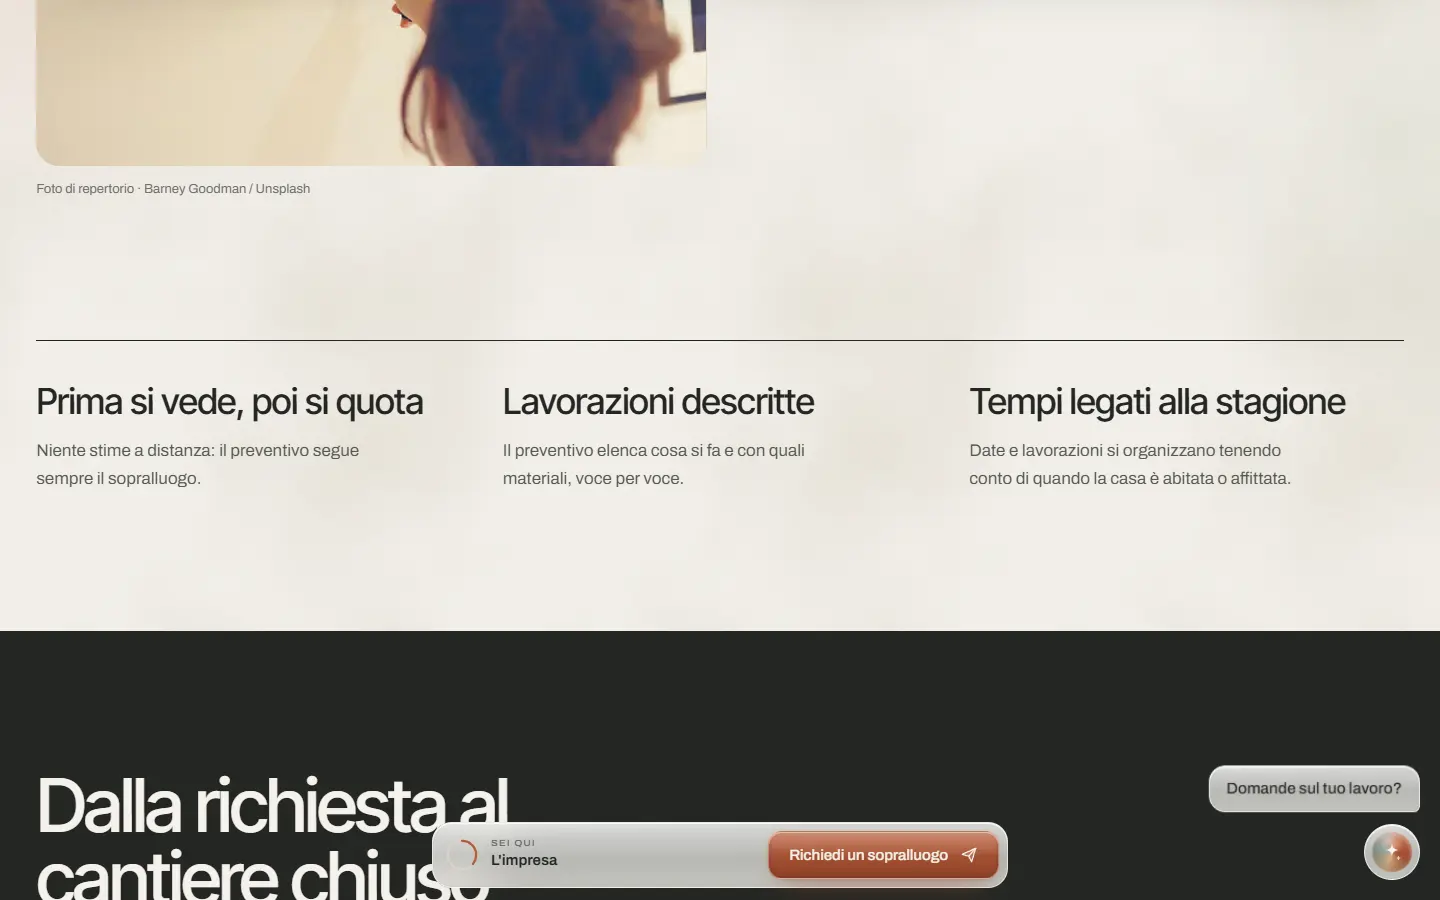 Foto di repertorio · Barney Goodman / Unsplash
Prima si vede, poi si quota
Niente stime a distanza: il preventivo segue
sempre il sopralluogo.
Lavorazioni descritte
Il preventivo elenca cosa si fa e con quali
materiali, voce per voce.
Tempi legati alla stagione
Date e lavorazioni si organizzano tenendo
conto di quando la casa è abitata o affittata.
Dalla richiesta al
cantiere chiuso
Domande sul tuo lavoro?
SEI QUI
L'impresa
Richiedi un sopralluogo